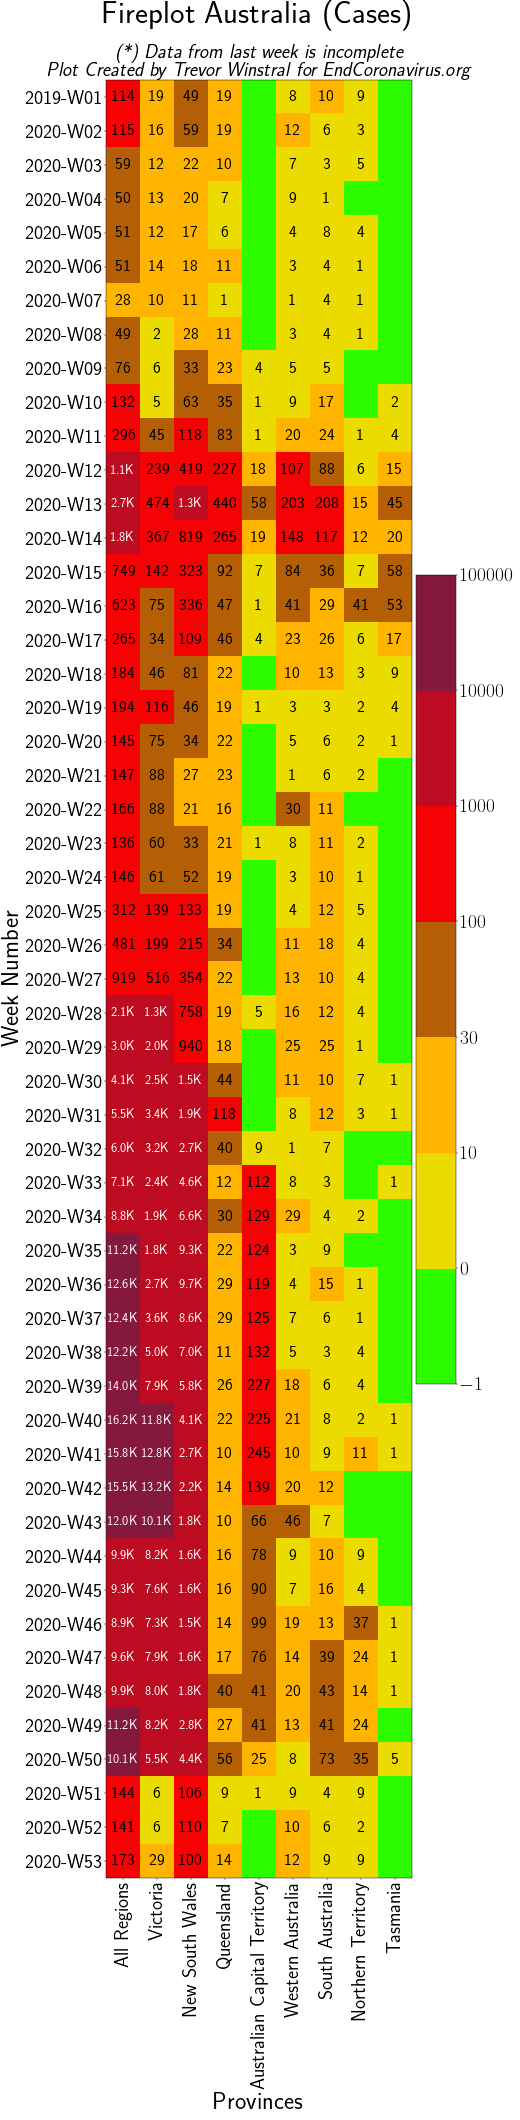 Fireplot Australia (Cases)
(*) Data from last week is incomplete
Plot Created by Trevor Winstral for EndCoronavirus.org
2019-W01 114 19 49 19 8 10 9
2020-W02 115 16 59 19 12 6 3
2020-W03 59 12 22 10 7 3 5
2020-W04 50 13 20 7 9 1
2020-W05 51 12 17 6 4 8 4
2020-W06 51 14 18 11 3 4 1
2020-W07 28 10 11 1 1 4 1
2020-W08 49 2 28 11 3 4 1
2020-W09 76 6 33 23 4 5 5
2020-W10 132 5 63 35 1 9 17 2
2020-W11 296 45 118 83 1 20 24 1 4
2020-W12 1.1K 239 419 227 18 107 88 6 15
2020-W13 2.7K 474 1.3K 440 58 203 208 15 45
2020-W14 1.8K 367 819 265 19 148 117 12 20
2020-W15 749 142 323 92 7 84 36 7 58
2020-W16 623 75 336 47 1 41 29 41 53
2020-W17 265 34 109 46 4 23 26 6 17
2020-W18 184 46 81 22 10 13 3 9
2020-W19 194 116 46 19 1 3 3 2 4
2020-W20 145 75 34 22 5 6 2 1
2020-W21 147 88 27 23 1 6 2
2020-W22 166 88 21 16 30 11
2020-W23 136 60 33 21 1 8 11 2
2020-W24 146 61 52 19 3 10 1
2020-W25 312 139 133 19 4 12 5
2020-W26 481 199 215 34 11 18 4
2020-W27 919 516 354 22 13 10 4
2020-W28 2.1K 1.3K 758 19 5 16 12 4
2020-W29 3.0K 2.0K 940 18 25 25 1
2020-W30 4.1K 2.5K 1.5K 44 11 10 7 1
2020-W31 5.5K 3.4K 1.9K 118 8 12 3 1
2020-W32 6.0K 3.2K 2.7K 40 9 1 7
2020-W33 7.1K 2.4K 4.6K 12 112 8 3 1
2020-W34 8.8K 1.9K 6.6K 30 129 29 4 2
2020-W35 11.2K 1.8K 9.3K 22 124 3 9
2020-W36 12.6K 2.7K 9.7K 29 119 4 15 1
2020-W37 12.4K 3.6K 8.6K 29 125 7 6 1
2020-W38 12.2K 5.0K 7.0K 11 132 5 3 4
2020-W39 14.0K 7.9K 5.8K 26 227 18 6 4
2020-W40 16.2K 11.8K 4.1K 22 225 21 8 2 1
2020-W41 15.8K 12.8K 2.7K 10 245 10 9 11 1
2020-W42 15.5K 13.2K 2.2K 14 139 20 12
2020-W43 12.0K 10.1K 1.8K 10 66 46 7
2020-W44 9.9K 8.2K 1.6K 16 78 9 10 9
2020-W45 9.3K 7.6K 1.6K 16 90 7 16 4
2020-W46 8.9K 7.3K 1.5K 14 99 19 13 37 1
2020-W47 9.6K 7.9K 1.6K 17 76 14 39 24 1
2020-W48 9.9K 8.0K 1.8K 40 41 20 43 14 1
2020-W49 11.2K 8.2K 2.8K 27 41 13 41 24
2020-W50 10.1K 5.5K 4.4K 56 25 8 73 35 5
2020-W51 144 6 106 9 1 9 4 9
2020-W52 141 6 110 7 10 6 2
2020-W53 173 29 100 14 12 9 9
Week Number
100000
10000
1000
100
30
10
0
−1
All Regions
Victoria
New South Wales
Queensland
Australian Capital Territory
Western Australia
South Australia
Northern Territory
Tasmania
Provinces